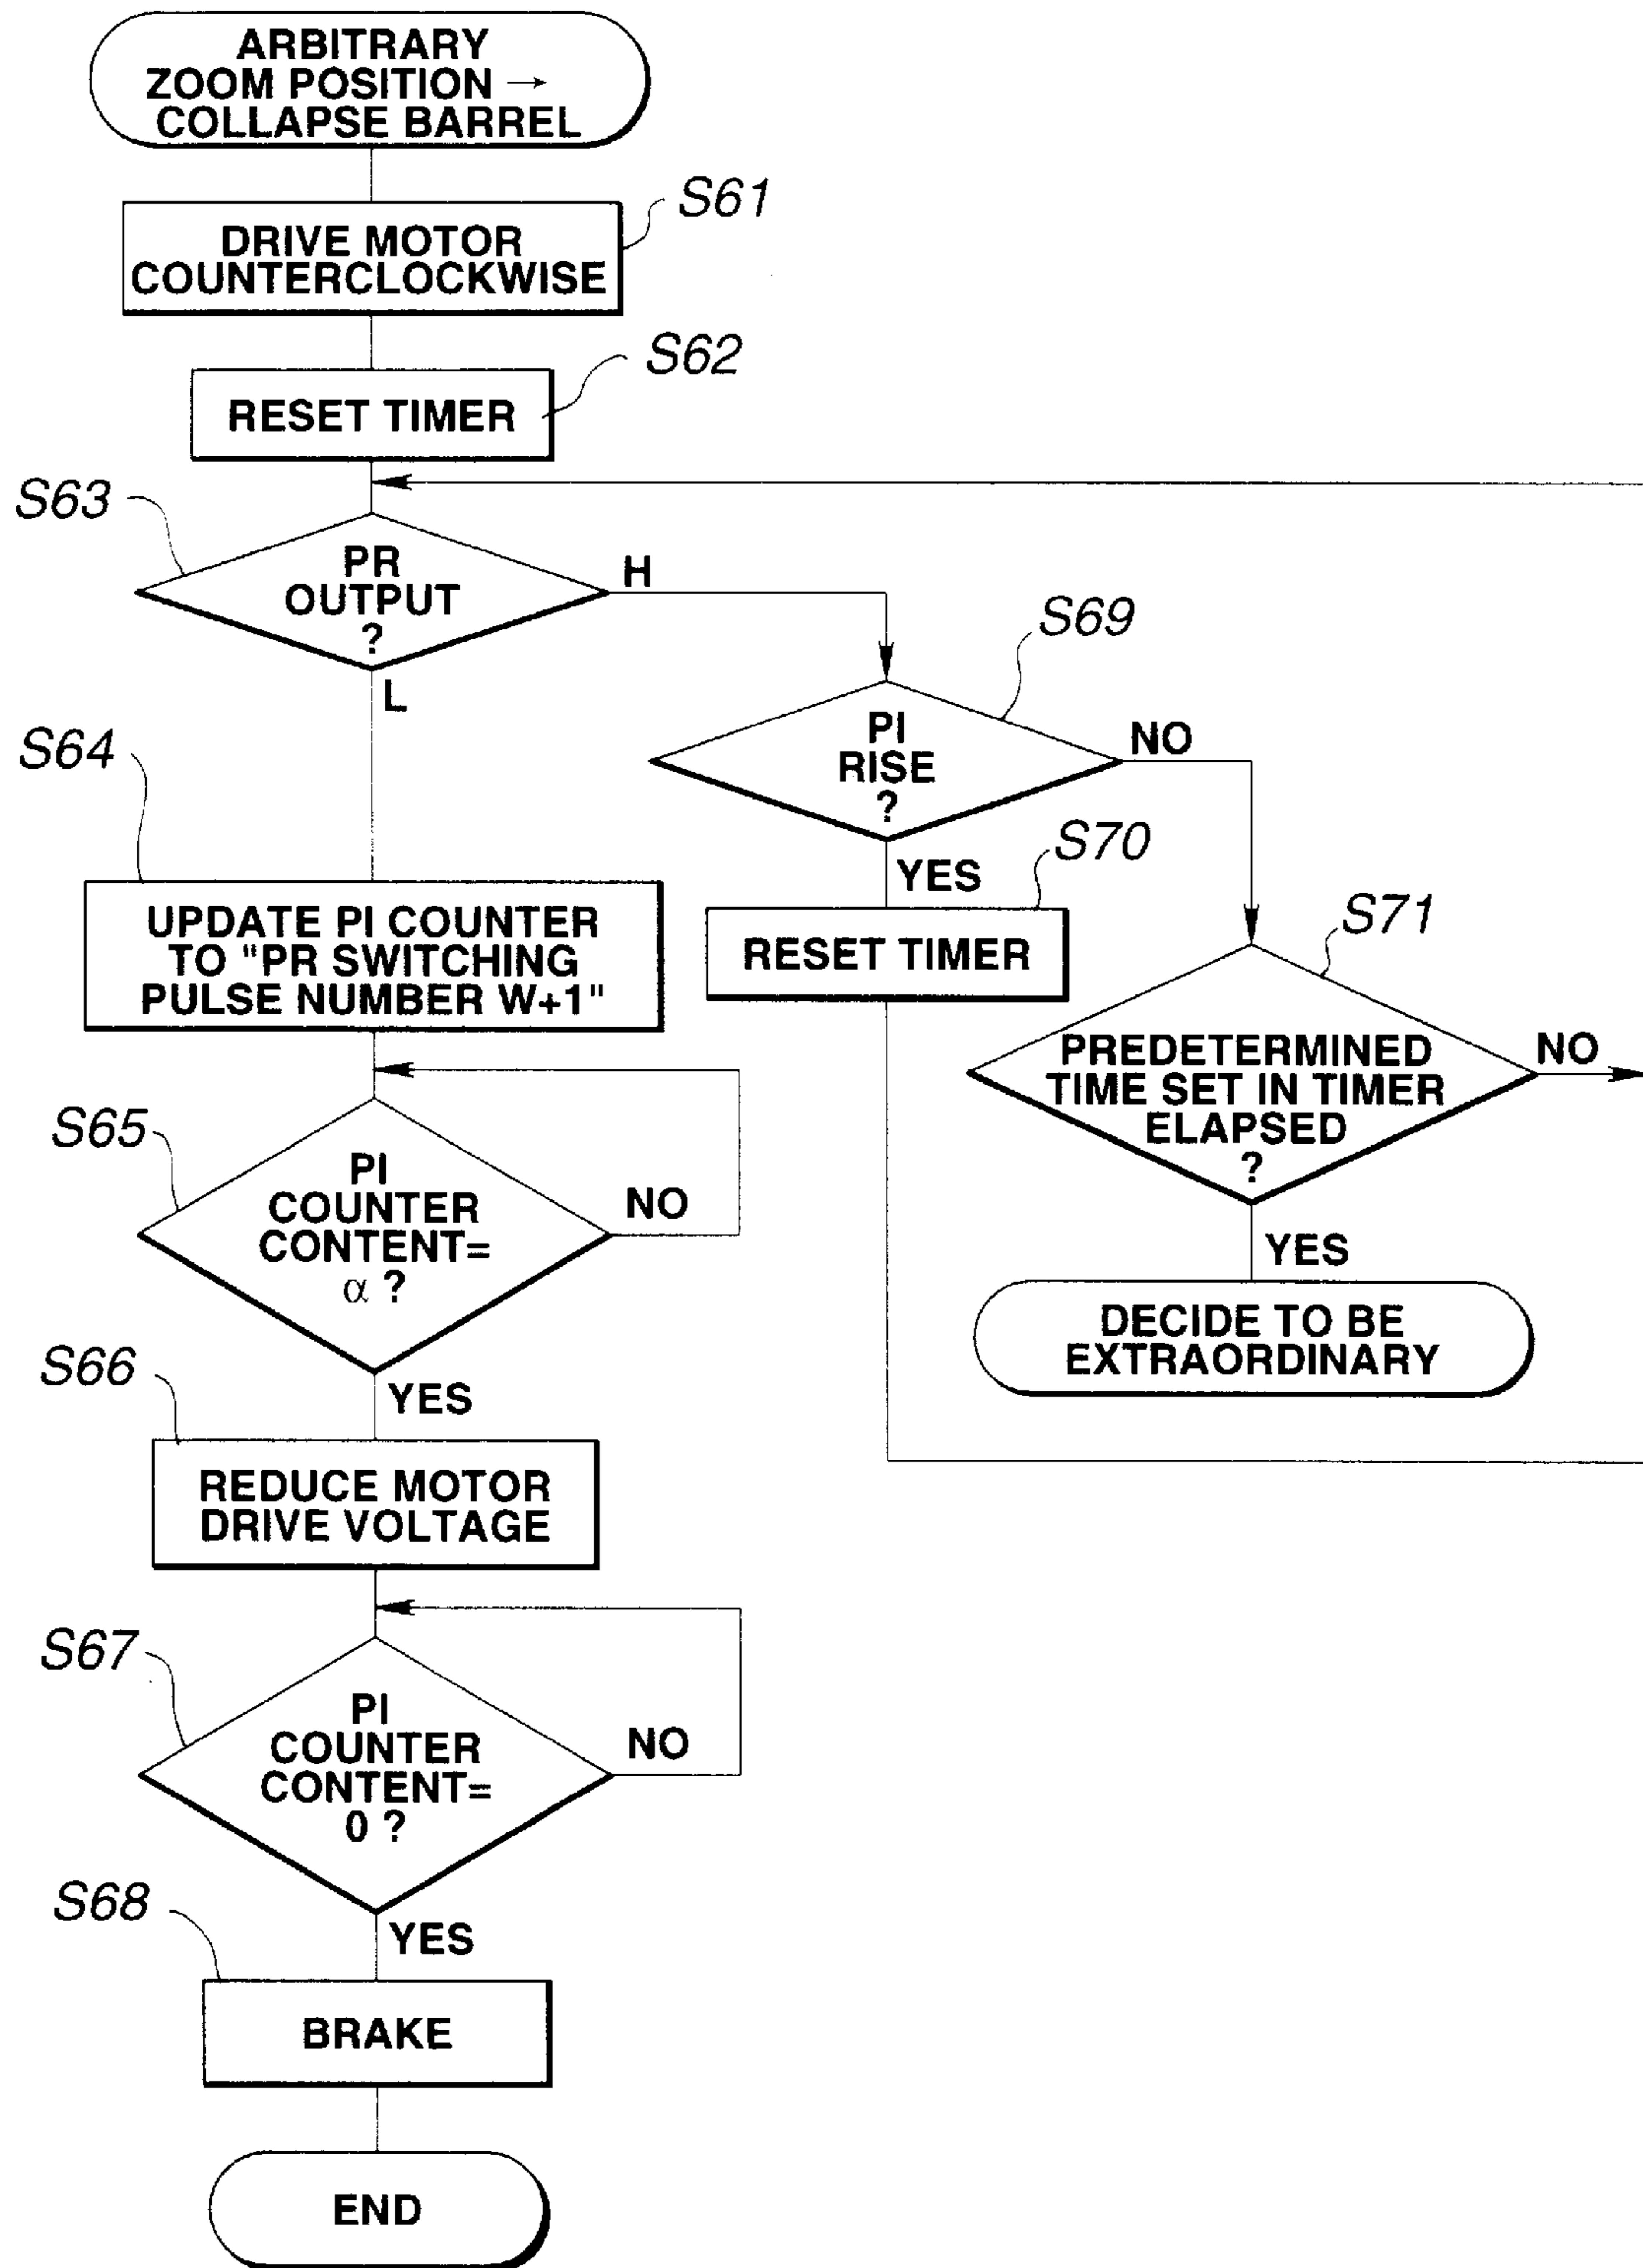 ARBITRARY
ZOOM POSITION →
COLLAPSE BARREL
S61
DRIVE MOTOR
COUNTERCLOCKWISE
S62
RESET TIMER
S63
PR
OUTPUT
?
H
L
S69
PI
RISE
?
NO
YES
S64
UPDATE PI COUNTER
TO "PR SWITCHING
PULSE NUMBER W+1"
S70
RESET TIMER
S71
PREDETERMINED
TIME SET IN TIMER
ELAPSED
?
NO
YES
DECIDE TO BE
EXTRAORDINARY
S65
PI
COUNTER
CONTENT=
α ?
NO
YES
S66
REDUCE MOTOR
DRIVE VOLTAGE
S67
PI
COUNTER
CONTENT=
0 ?
NO
YES
S68
BRAKE
END